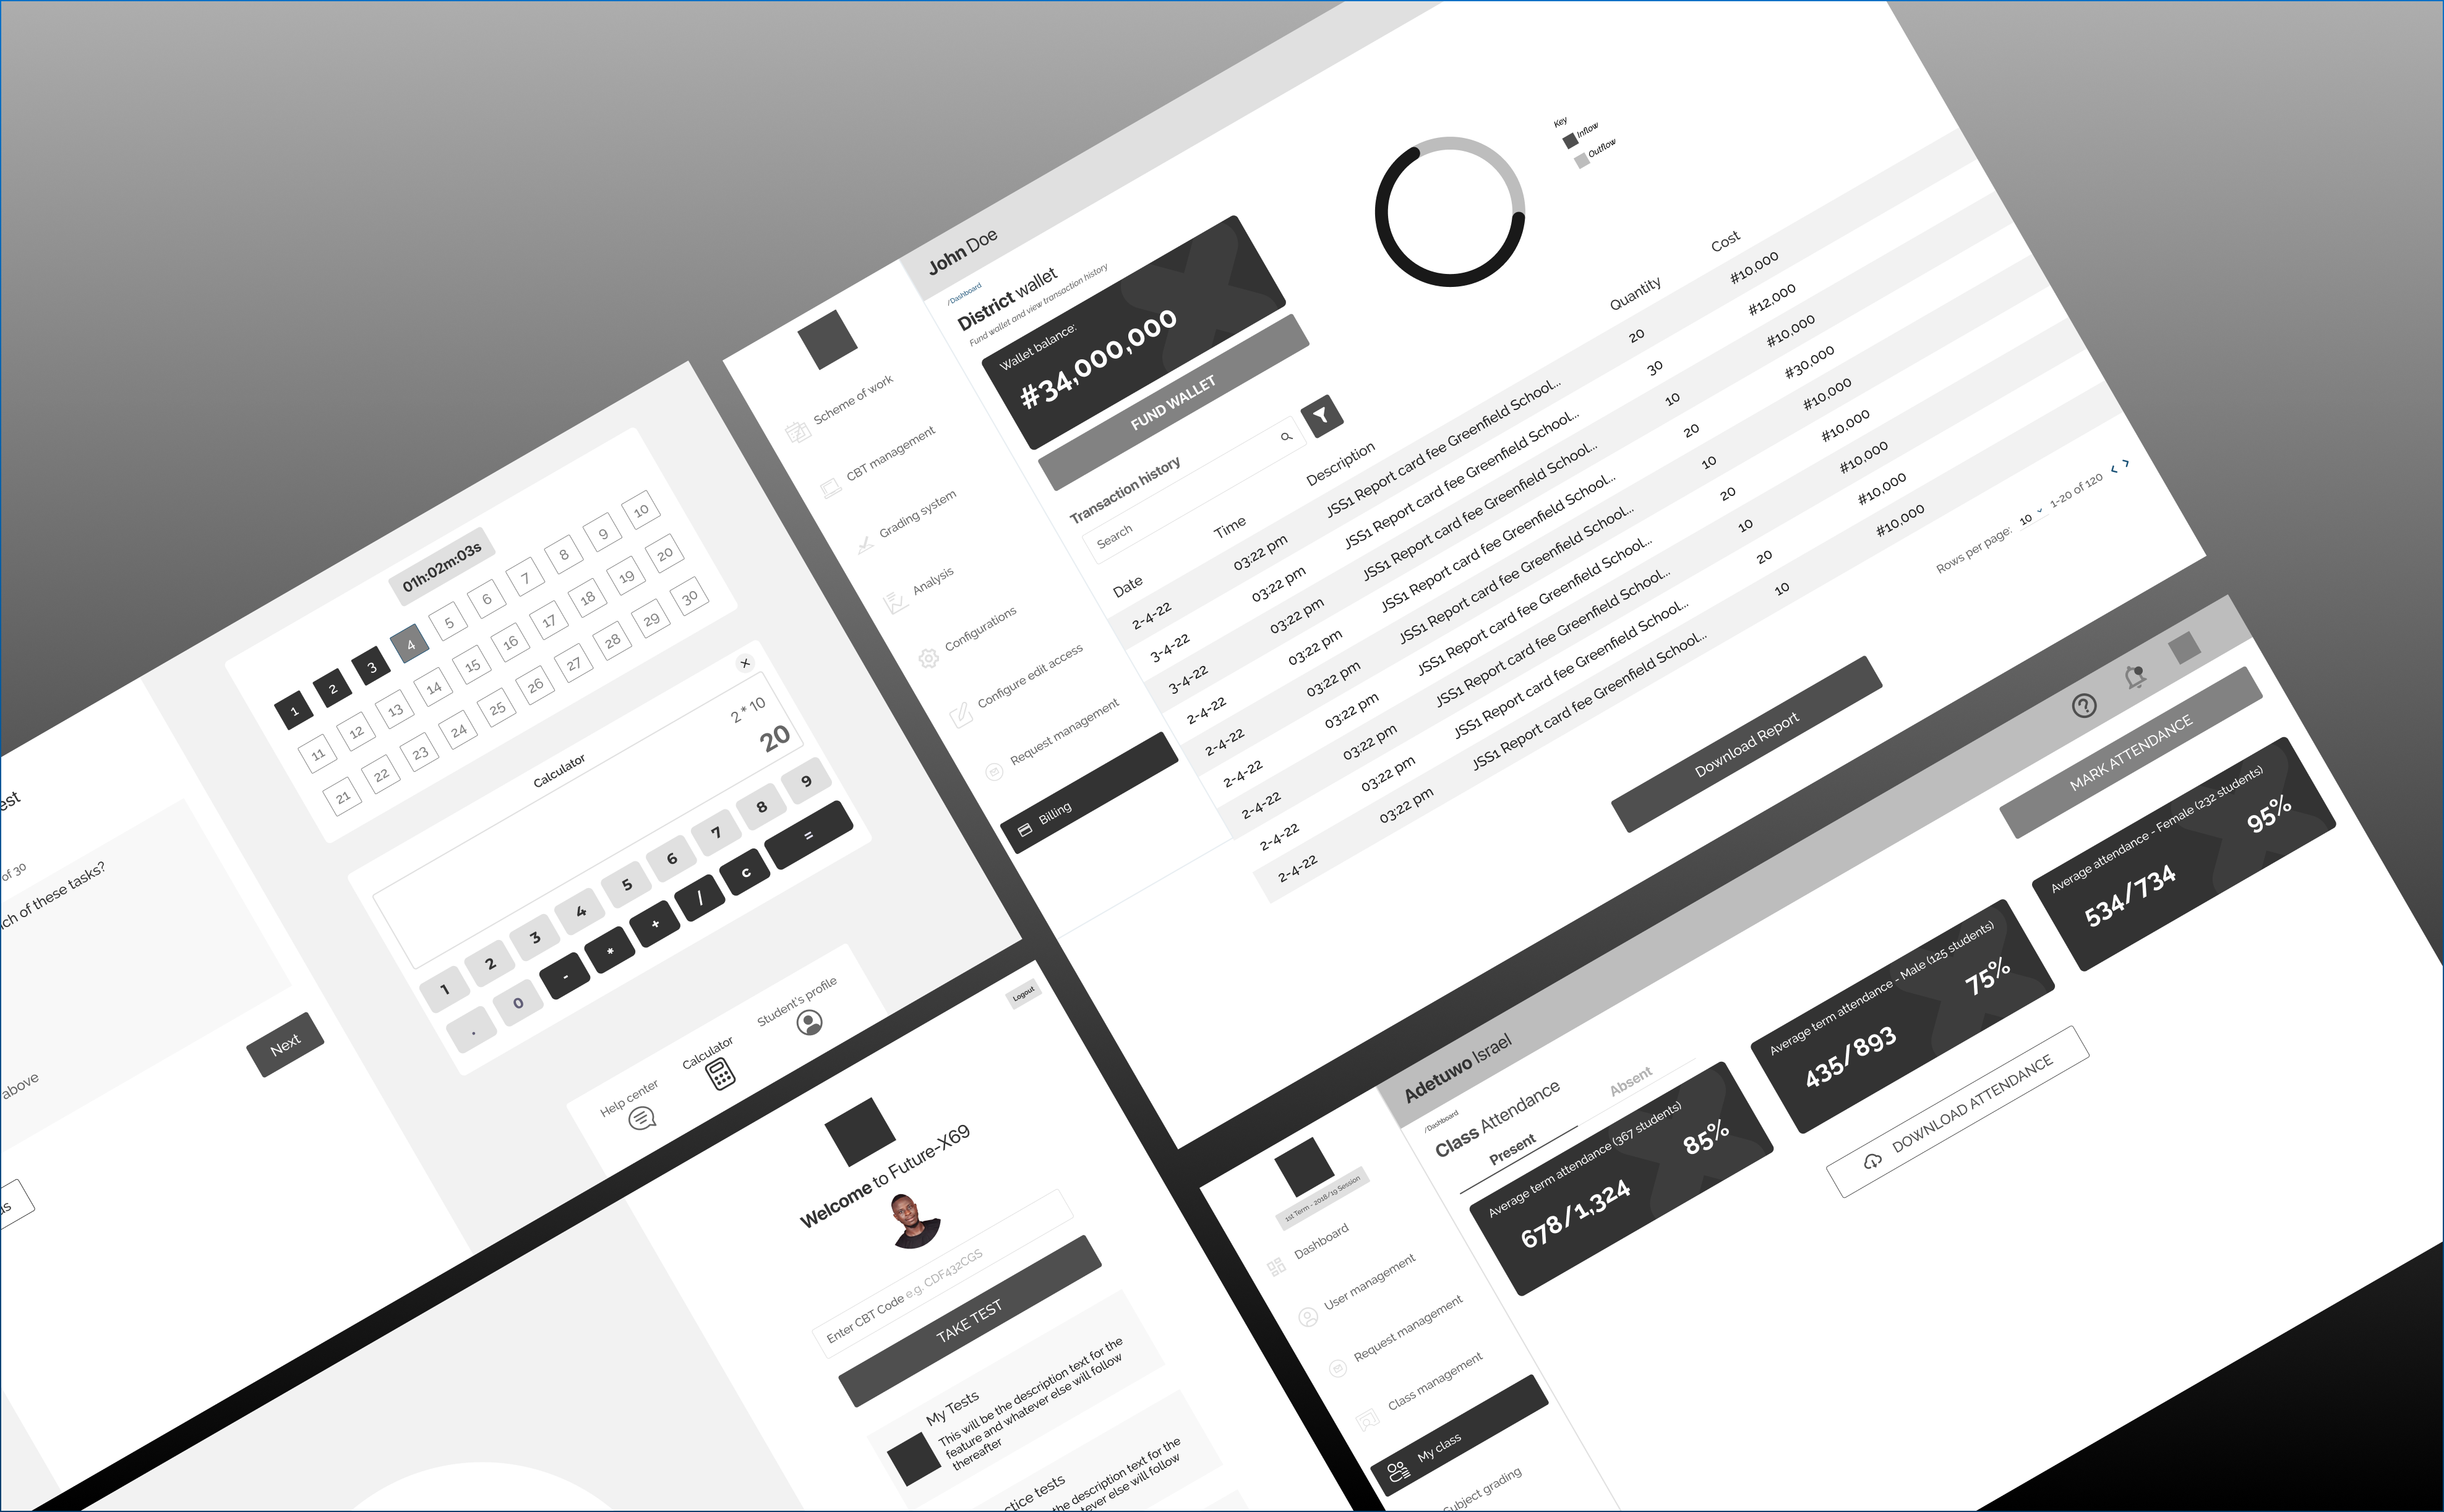 est
of 30
ch of these tasks?
above
Next
01h:02m:03s
1 2 3 4 5 6 7 8 9 10
11 12 13 14 15 16 17 18 19 20
21 22 23 24 25 26 27 28 29 30
Calculator
2 * 10
20
1 2 3 4 5 6 7 8 9
. 0 - * + / c =
Help center
Calculator
Student's profile
Scheme of work
CBT management
Grading system
Analysis
Configurations
Configure edit access
Request management
Billing
John Doe
/Dashboard
District wallet
Fund wallet and view transaction history
Wallet balance:
#34,000,000
FUND WALLET
Key
Inflow
Outflow
Transaction history
Search
Date Time Description Quantity Cost
2-4-22 03:22 pm JSS1 Report card fee Greenfield School... 20 #10,000
3-4-22 03:22 pm JSS1 Report card fee Greenfield School... 30 #12,000
3-4-22 03:22 pm JSS1 Report card fee Greenfield School... 10 #10,000
2-4-22 03:22 pm JSS1 Report card fee Greenfield School... 20 #30,000
2-4-22 03:22 pm JSS1 Report card fee Greenfield School... 10 #10,000
2-4-22 03:22 pm JSS1 Report card fee Greenfield School... 20 #10,000
2-4-22 03:22 pm JSS1 Report card fee Greenfield School... 10 #10,000
2-4-22 03:22 pm JSS1 Report card fee Greenfield School... 20 #10,000
2-4-22 03:22 pm JSS1 Report card fee Greenfield School... 10 #10,000
Rows per page: 10 1-20 of 120 < >
Download Report
Logout
Welcome to Future-X69
Enter CBT Code e.g. CDF432CGS
TAKE TEST
My Tests
This will be the description text for the
feature and whatever else will follow
thereafter
ctice tests
the description text for the
tever else will follow
1st Term - 2018/19 Session
Dashboard
User management
Request management
Class management
My class
Subject grading
Adetuwo Israel
/Dashboard
Class Attendance
Present
Absent
MARK ATTENDANCE
Average term attendance (367 students)
678/1,324
85%
Average term attendance - Male (125 students)
435/893
75%
Average attendance - Female (232 students)
534/734
95%
DOWNLOAD ATTENDANCE